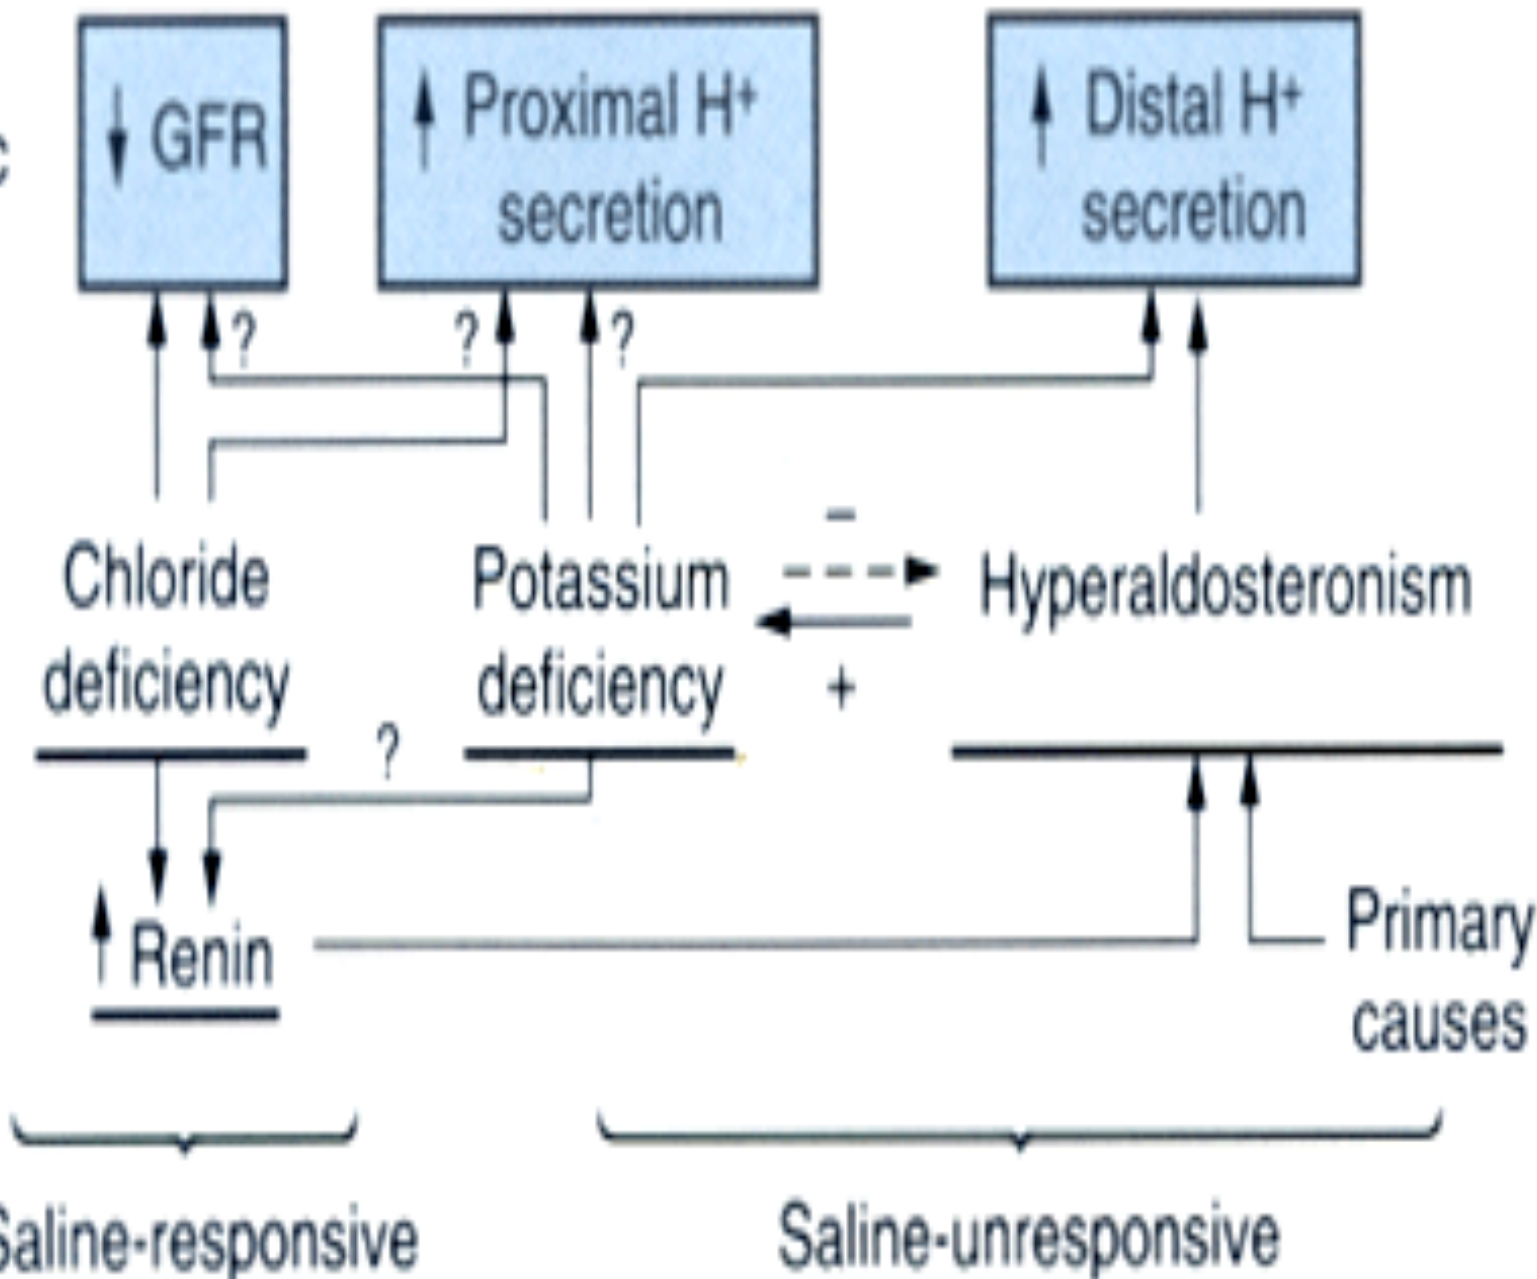 ↓ GFR
↑ Proximal H+
secretion
↑ Distal H+
secretion
c
?
?
?
Chloride
deficiency
Potassium
deficiency
–
+
Hyperaldosteronism
?
↑ Renin
Primary
causes
Saline-responsive
Saline-unresponsive